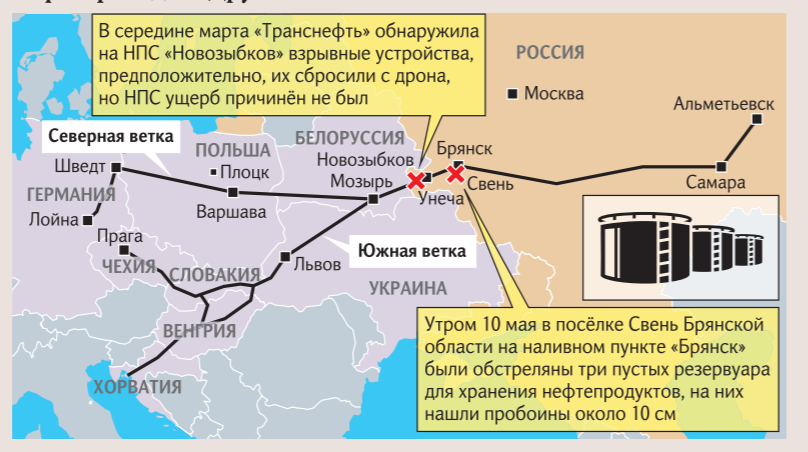 В середине марта «Транснефть» обнаружила
на НПС «Новозыбков» взрывные устройства,
предположительно, их сбросили с дрона,
но НПС ущерб причинён не был
РОССИЯ
Москва
Альметьевск
Северная ветка
ПОЛЬША
БЕЛОРУССИЯ
Новозыбков
Брянск
Шведт
Плоцк
Мозырь
Свень
Самара
ГЕРМАНИЯ
Варшава
Унеча
Лойна
Прага
Южная ветка
ЧЕХИЯ
СЛОВАКИЯ
Львов
УКРАИНА
ВЕНГРИЯ
ХОРВАТИЯ
Утром 10 мая в посёлке Свень Брянской
области на наливном пункте «Брянск»
были обстреляны три пустых резервуара
для хранения нефтепродуктов, на них
нашли пробоины около 10 см